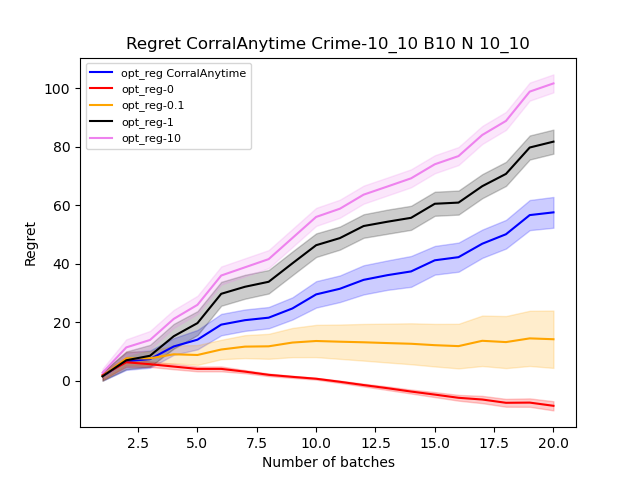 Regret CorralAnytime Crime-10_10 B10 N 10_10
opt_reg CorralAnytime
opt_reg-0
opt_reg-0.1
opt_reg-1
opt_reg-10
100
80
60
40
20
0
Regret
2.5 5.0 7.5 10.0 12.5 15.0 17.5 20.0
Number of batches